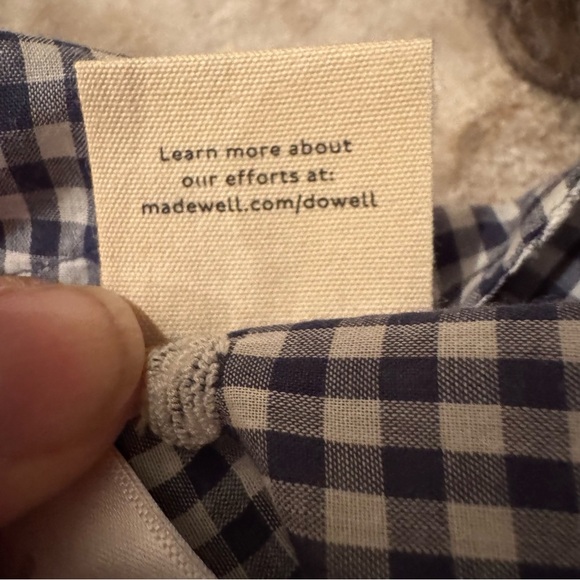 Learn more about
our efforts at:
madewell.com/dowell